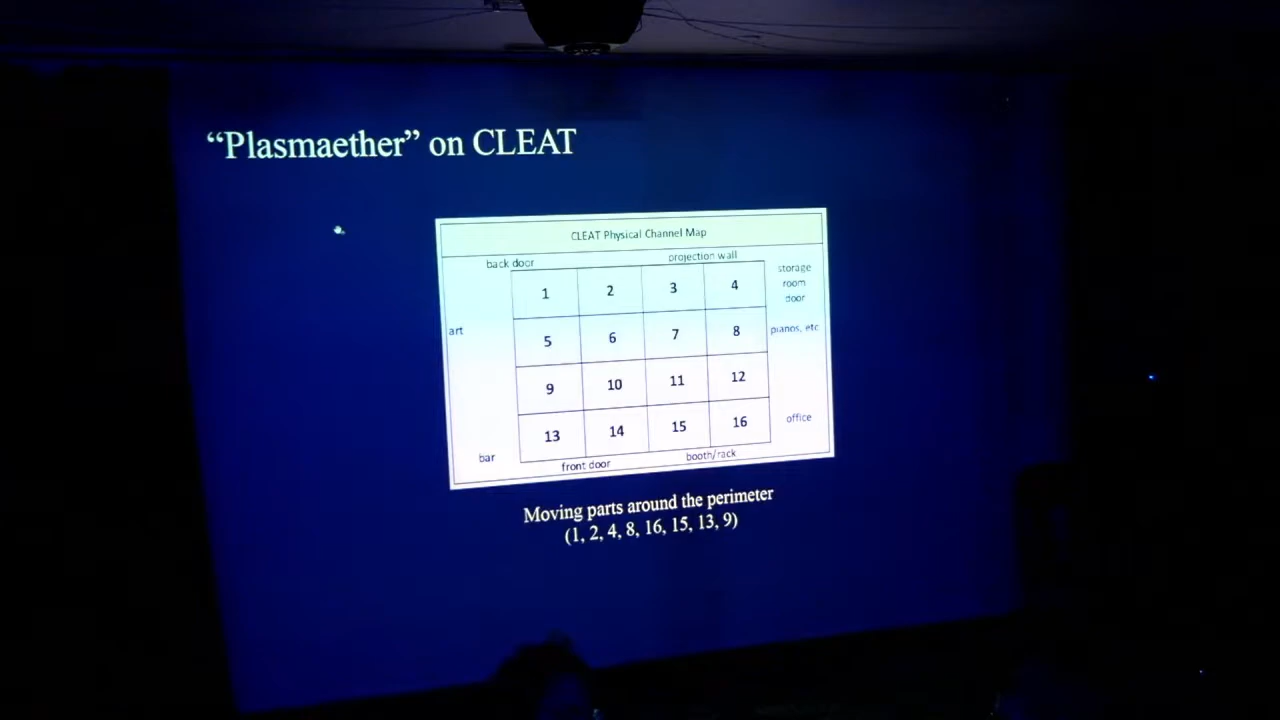 “Plasmaether” on CLEAT
CLEAT Physical Channel Map
back door projection wall
1 2 3 4 storage room door
art 5 6 7 8 pianos, etc
9 10 11 12
13 14 15 16 office
bar
front door booth/rack
Moving parts around the perimeter
(1, 2, 4, 8, 16, 15, 13, 9)